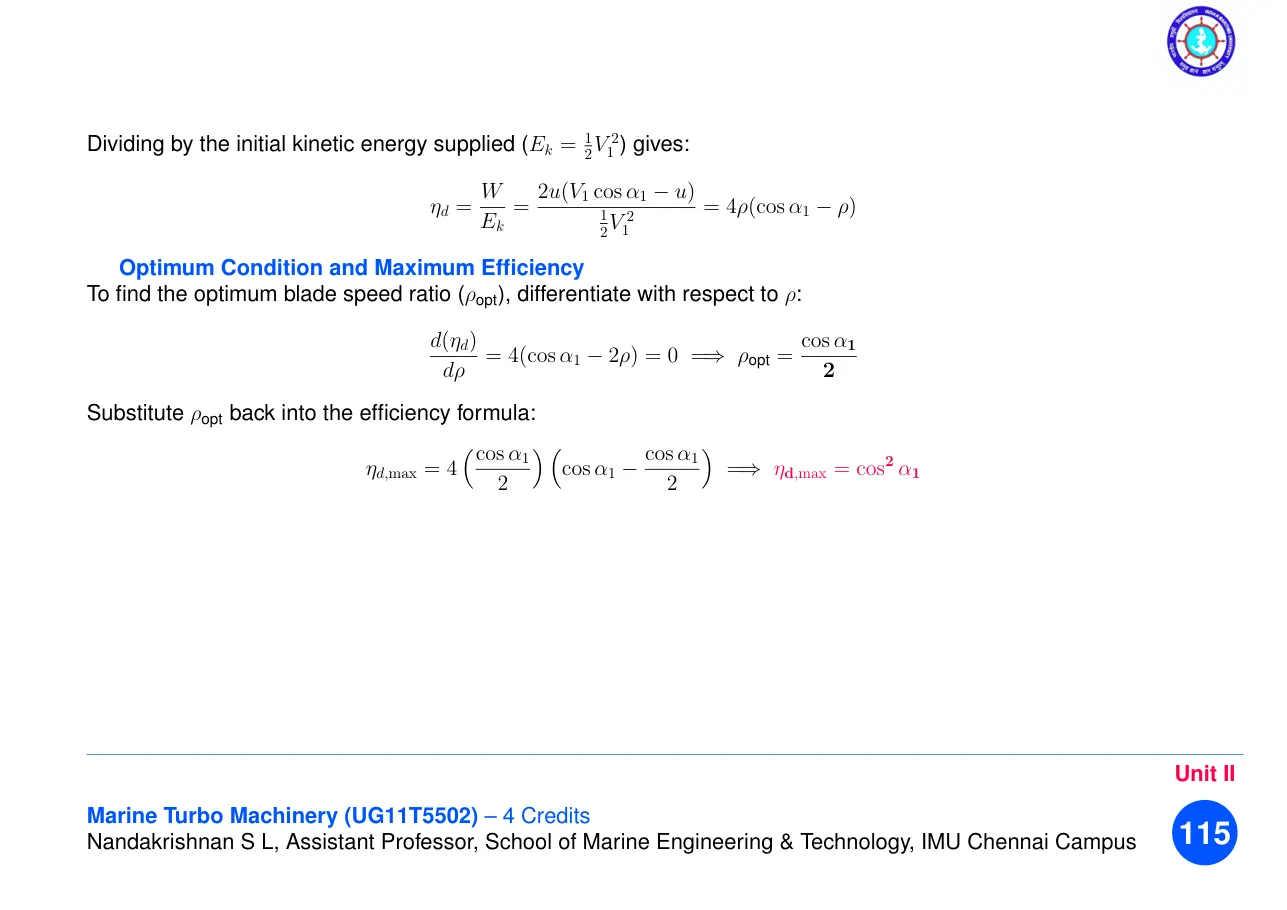 Dividing by the initial kinetic energy supplied (E_k = ½V₁²) gives:
η_d = W/E_k = 2u(V₁ cos α₁ − u) / ½V₁² = 4ρ(cos α₁ − ρ)
Optimum Condition and Maximum Efficiency
To find the optimum blade speed ratio (ρ_opt), differentiate with respect to ρ:
d(η_d)/dρ = 4(cos α₁ − 2ρ) = 0 ⟹ ρ_opt = cos α₁/2
Substitute ρ_opt back into the efficiency formula:
η_d,max = 4 (cos α₁/2) (cos α₁ − cos α₁/2) ⟹ η_d,max = cos² α₁
Unit II
Marine Turbo Machinery (UG11T5502) – 4 Credits
Nandakrishnan S L, Assistant Professor, School of Marine Engineering & Technology, IMU Chennai Campus
115